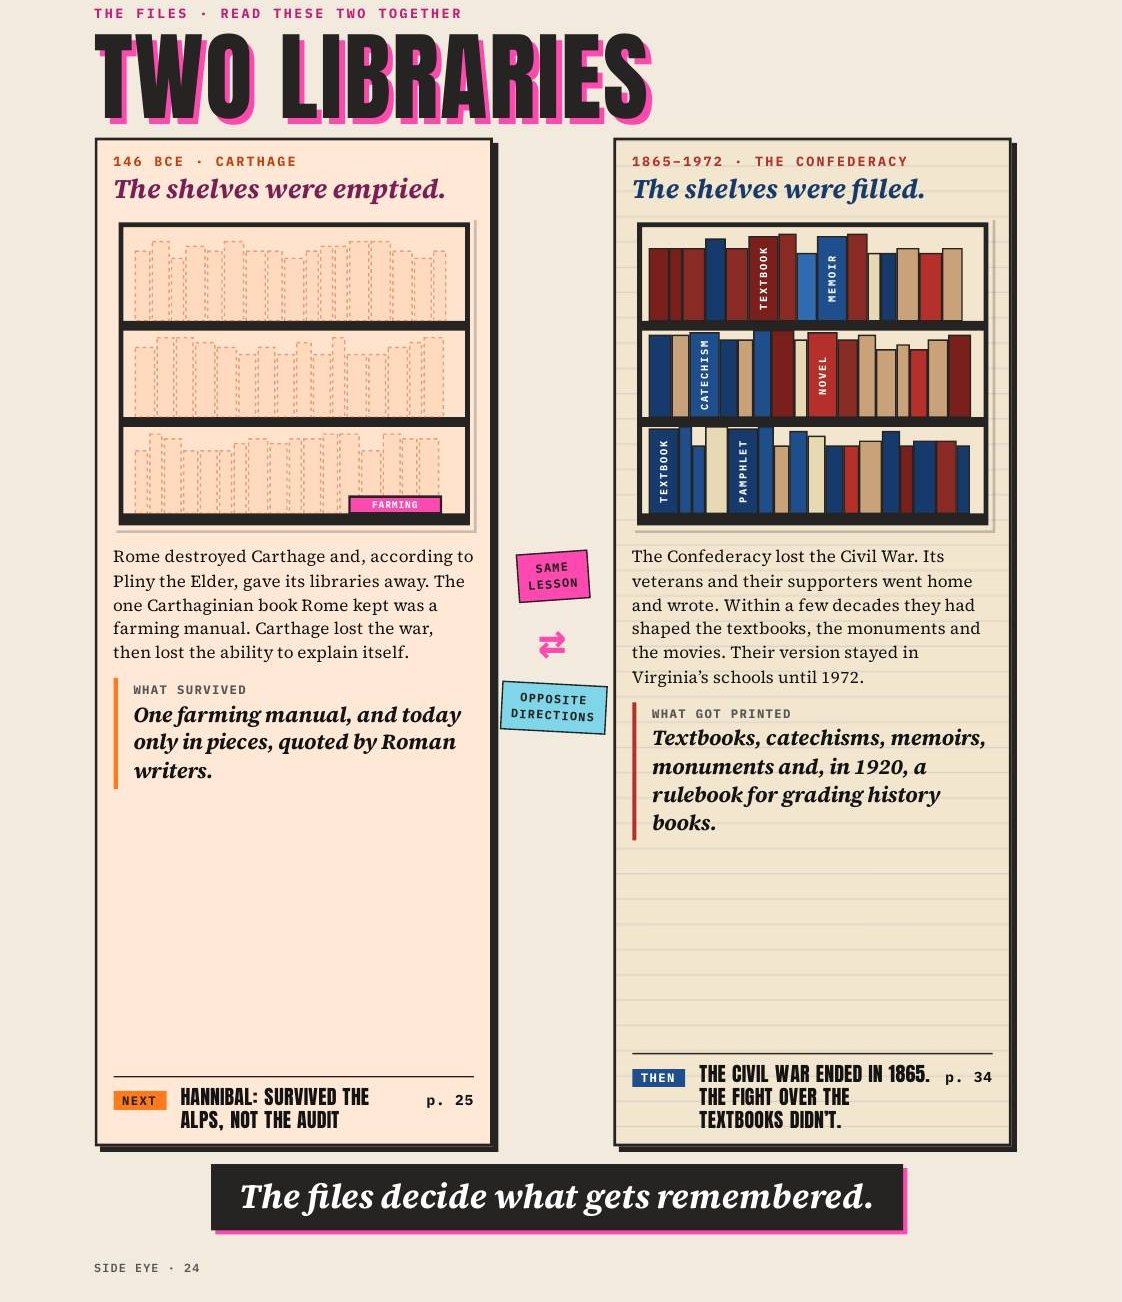 THE FILES · READ THESE TWO TOGETHER
TWO LIBRARIES
146 BCE · CARTHAGE
The shelves were emptied.
FARMING
Rome destroyed Carthage and, according to
Pliny the Elder, gave its libraries away. The
one Carthaginian book Rome kept was a
farming manual. Carthage lost the war,
then lost the ability to explain itself.
WHAT SURVIVED
One farming manual, and today
only in pieces, quoted by Roman
writers.
NEXT
HANNIBAL: SURVIVED THE
ALPS, NOT THE AUDIT
p. 25
SAME
LESSON
⇄
OPPOSITE
DIRECTIONS
1865–1972 · THE CONFEDERACY
The shelves were filled.
TEXTBOOK
MEMOIR
CATECHISM
NOVEL
TEXTBOOK
PAMPHLET
The Confederacy lost the Civil War. Its
veterans and their supporters went home
and wrote. Within a few decades they had
shaped the textbooks, the monuments and
the movies. Their version stayed in
Virginia’s schools until 1972.
WHAT GOT PRINTED
Textbooks, catechisms, memoirs,
monuments and, in 1920, a
rulebook for grading history
books.
THEN
THE CIVIL WAR ENDED IN 1865.
THE FIGHT OVER THE
TEXTBOOKS DIDN’T.
p. 34
The files decide what gets remembered.
SIDE EYE · 24